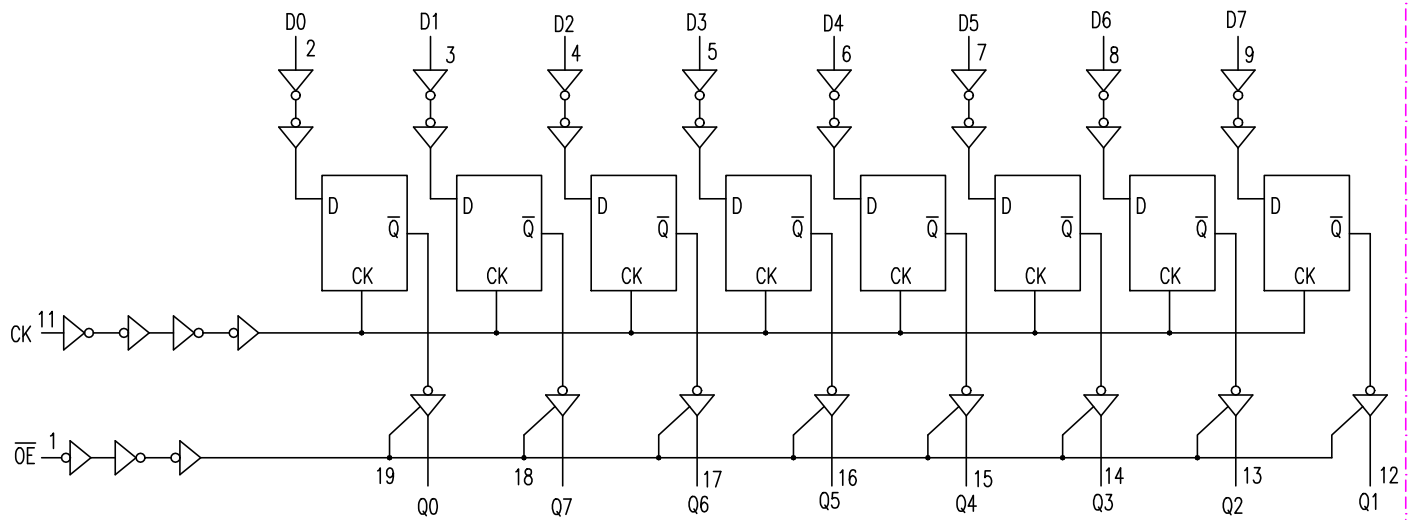 D0 D1 D2 D3 D4 D5 D6 D7
2 3 4 5 6 7 8 9
D Q̅ D Q̅ D Q̅ D Q̅ D Q̅ D Q̅ D Q̅ D Q̅
CK CK CK CK CK CK CK CK
CK 11
O̅E̅ 1
19 18 17 16 15 14 13 12
Q0 Q7 Q6 Q5 Q4 Q3 Q2 Q1